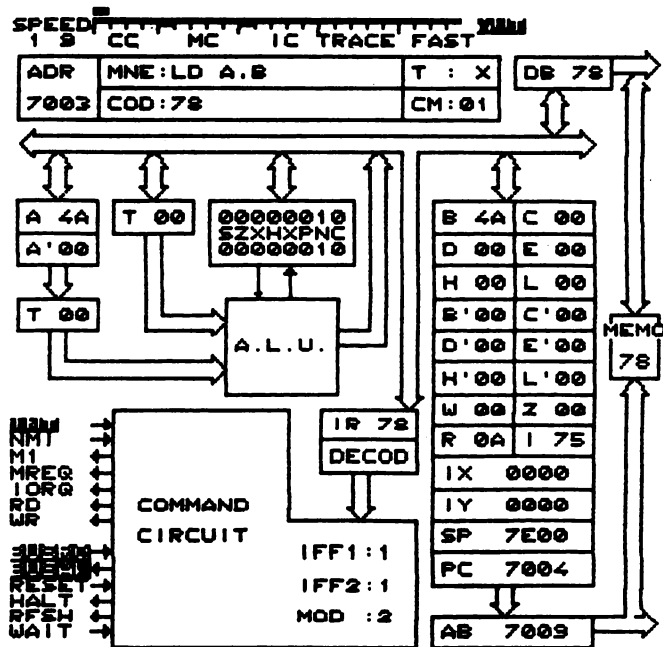 SPEED
1 9 CC MC IC TRACE FAST
ADR MNE:LD A.B T : X DB 78
7003 COD:78 CM:01
A 4A T 00 00000010 B 4A C 00
A'00 SZXHXPNC D 00 E 00
00000010
H 00 L 00
T 00 A.L.U. B'00 C'00 MEMO
D'00 E'00 78
H'00 L'00
W 00 Z 00
IR 78 R 0A I 75
NMI
M1 DECOD
MREQ IX 0000
IORQ
RD COMMAND IY 0000
WR
CIRCUIT SP 7E00
IFF1:1
PC 7004
RESET IFF2:1
HALT
RFSH MOD :2
WAIT AB 7003